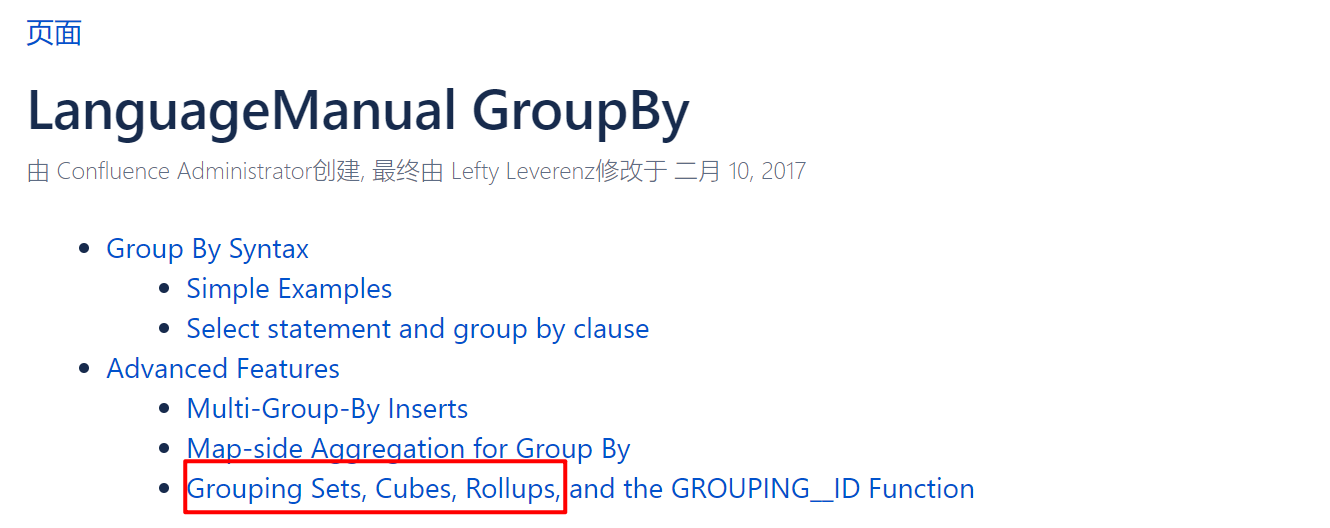 页面
LanguageManual GroupBy
由 Confluence Administrator创建, 最终由 Lefty Leverenz修改于 二月 10, 2017
Group By Syntax
Simple Examples
Select statement and group by clause
Advanced Features
Multi-Group-By Inserts
Map-side Aggregation for Group By
Grouping Sets, Cubes, Rollups, and the GROUPING__ID Function